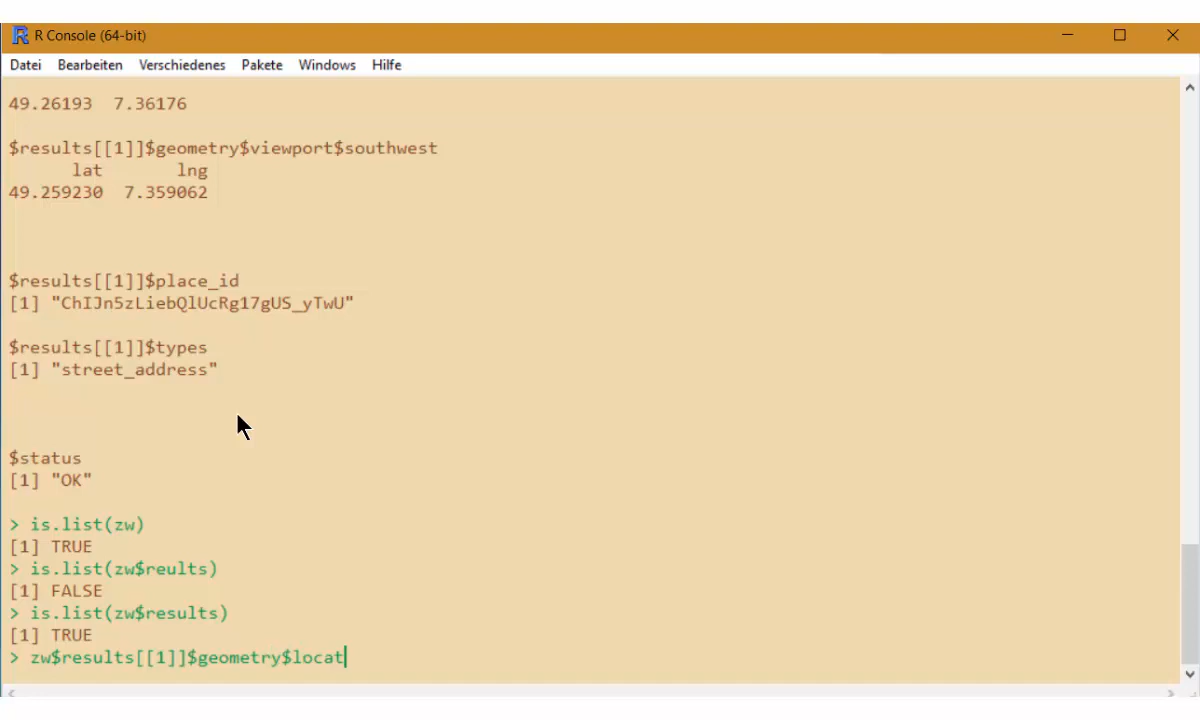 R Console (64-bit)
Datei Bearbeiten Verschiedenes Pakete Windows Hilfe
49.26193 7.36176
$results[[1]]$geometry$viewport$southwest
lat lng
49.259230 7.359062
$results[[1]]$place_id
[1] "ChIJn5zLiebQlUcRg17gUS_yTwU"
$results[[1]]$types
[1] "street_address"
$status
[1] "OK"
> is.list(zw)
[1] TRUE
> is.list(zw$reults)
[1] FALSE
> is.list(zw$results)
[1] TRUE
> zw$results[[1]]$geometry$locat